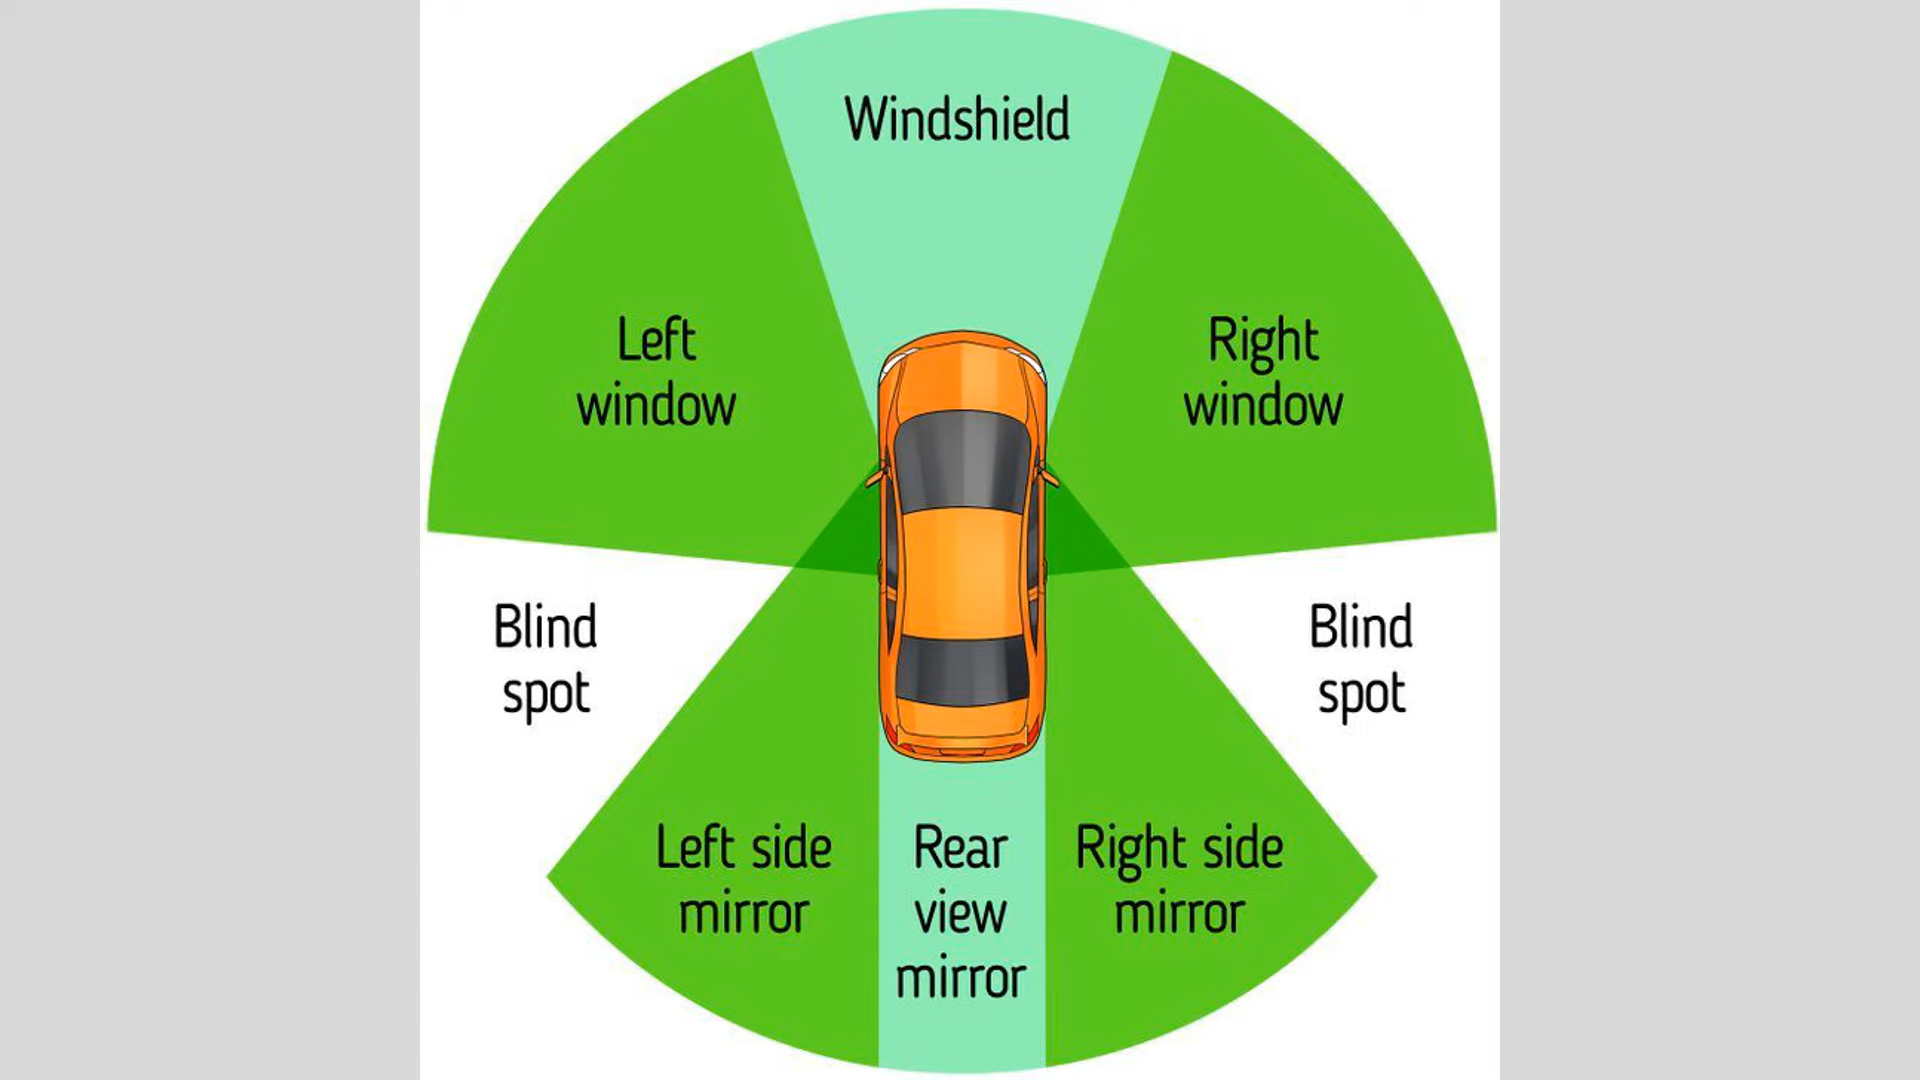 Windshield
Left
window
Right
window
Blind
spot
Blind
spot
Left side
mirror
Rear
view
mirror
Right side
mirror